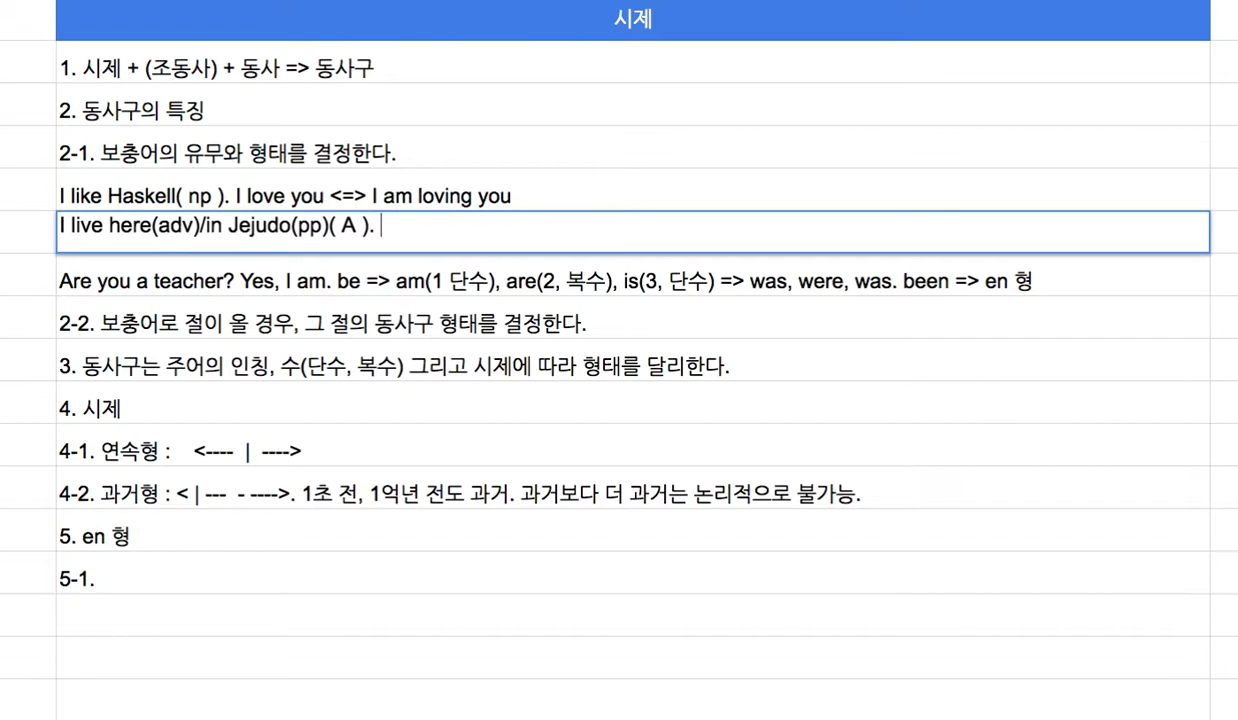 시제
1. 시제 + (조동사) + 동사 => 동사구
2. 동사구의 특징
2-1. 보충어의 유무와 형태를 결정한다.
I like Haskell( np ). I love you <=> I am loving you
I live here(adv)/in Jejudo(pp)( A ).
Are you a teacher? Yes, I am. be => am(1 단수), are(2, 복수), is(3, 단수) => was, were, was. been => en 형
2-2. 보충어로 절이 올 경우, 그 절의 동사구 형태를 결정한다.
3. 동사구는 주어의 인칭, 수(단수, 복수) 그리고 시제에 따라 형태를 달리한다.
4. 시제
4-1. 연속형 : <---- | ---->
4-2. 과거형 : < | --- - ---->. 1초 전, 1억년 전도 과거. 과거보다 더 과거는 논리적으로 불가능.
5. en 형
5-1.